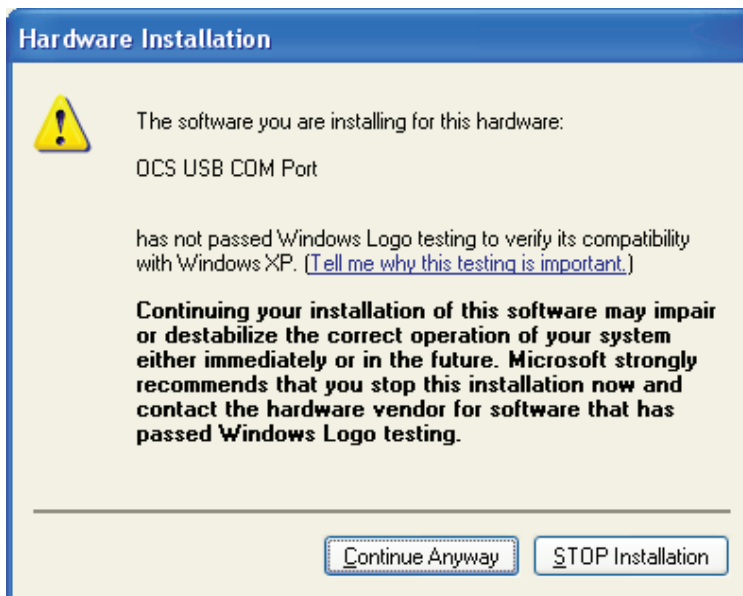 Hardware Installation
The software you are installing for this hardware:
OCS USB COM Port
has not passed Windows Logo testing to verify its compatibility
with Windows XP. (Tell me why this testing is important.)
Continuing your installation of this software may impair
or destabilize the correct operation of your system
either immediately or in the future. Microsoft strongly
recommends that you stop this installation now and
contact the hardware vendor for software that has
passed Windows Logo testing.
Continue Anyway
STOP Installation